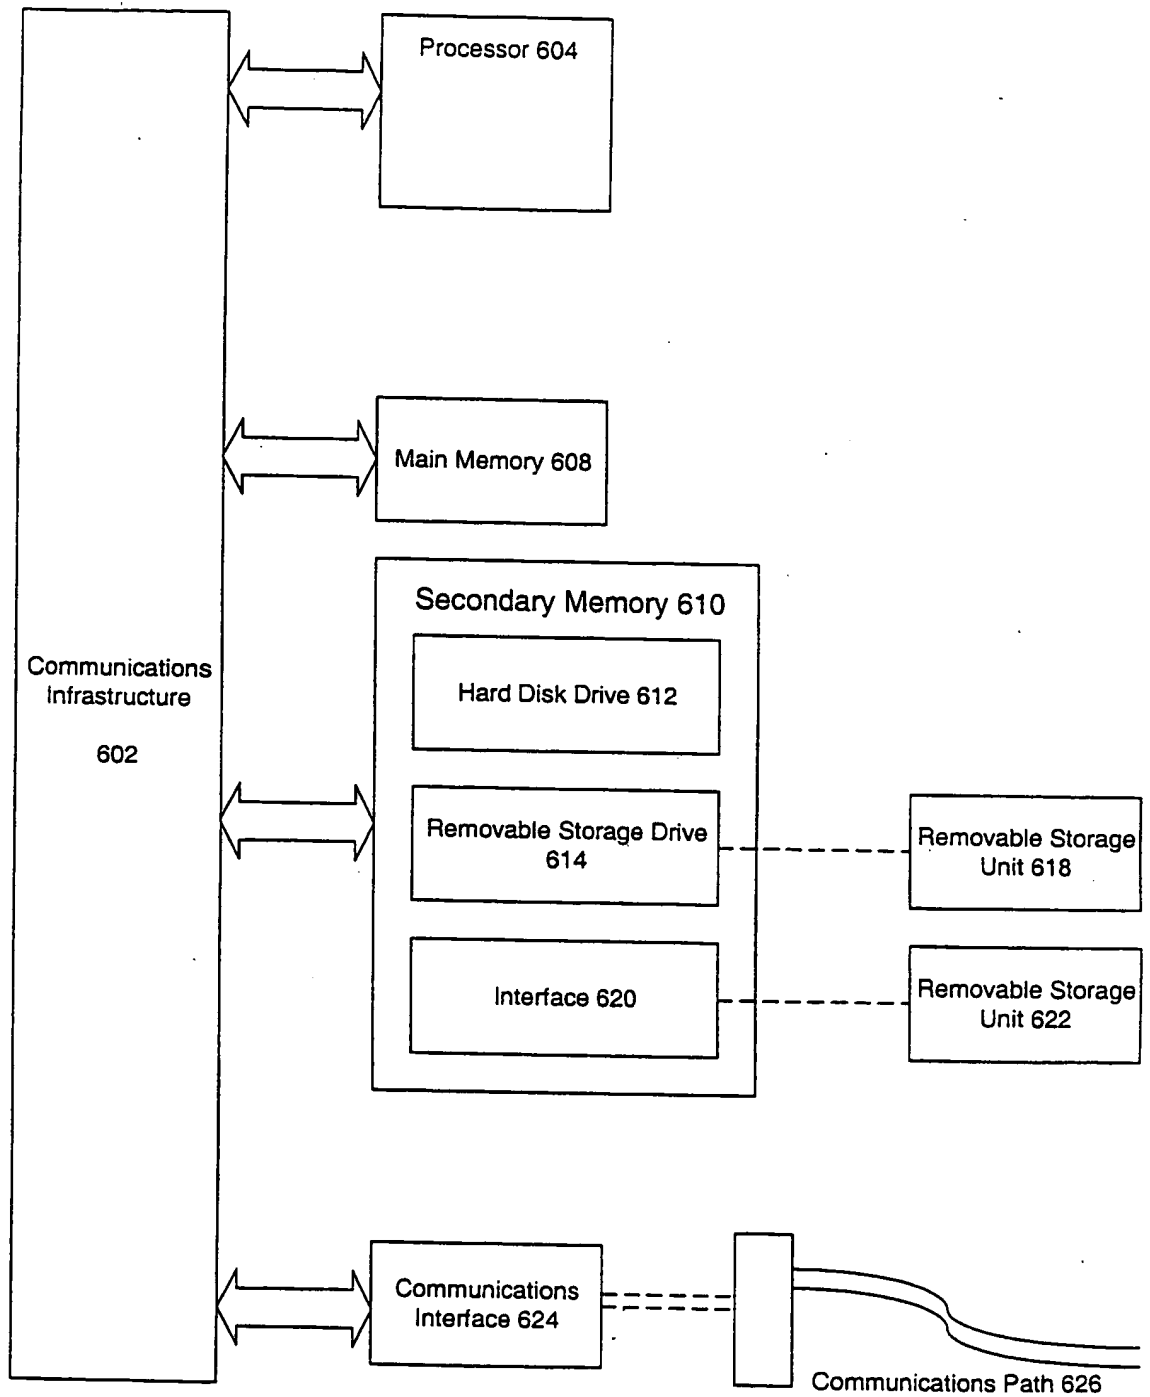 Processor 604
Main Memory 608
Secondary Memory 610
Hard Disk Drive 612
Communications
Infrastructure
602
Removable Storage Drive
614
Removable Storage
Unit 618
Interface 620
Removable Storage
Unit 622
Communications
Interface 624
Communications Path 626